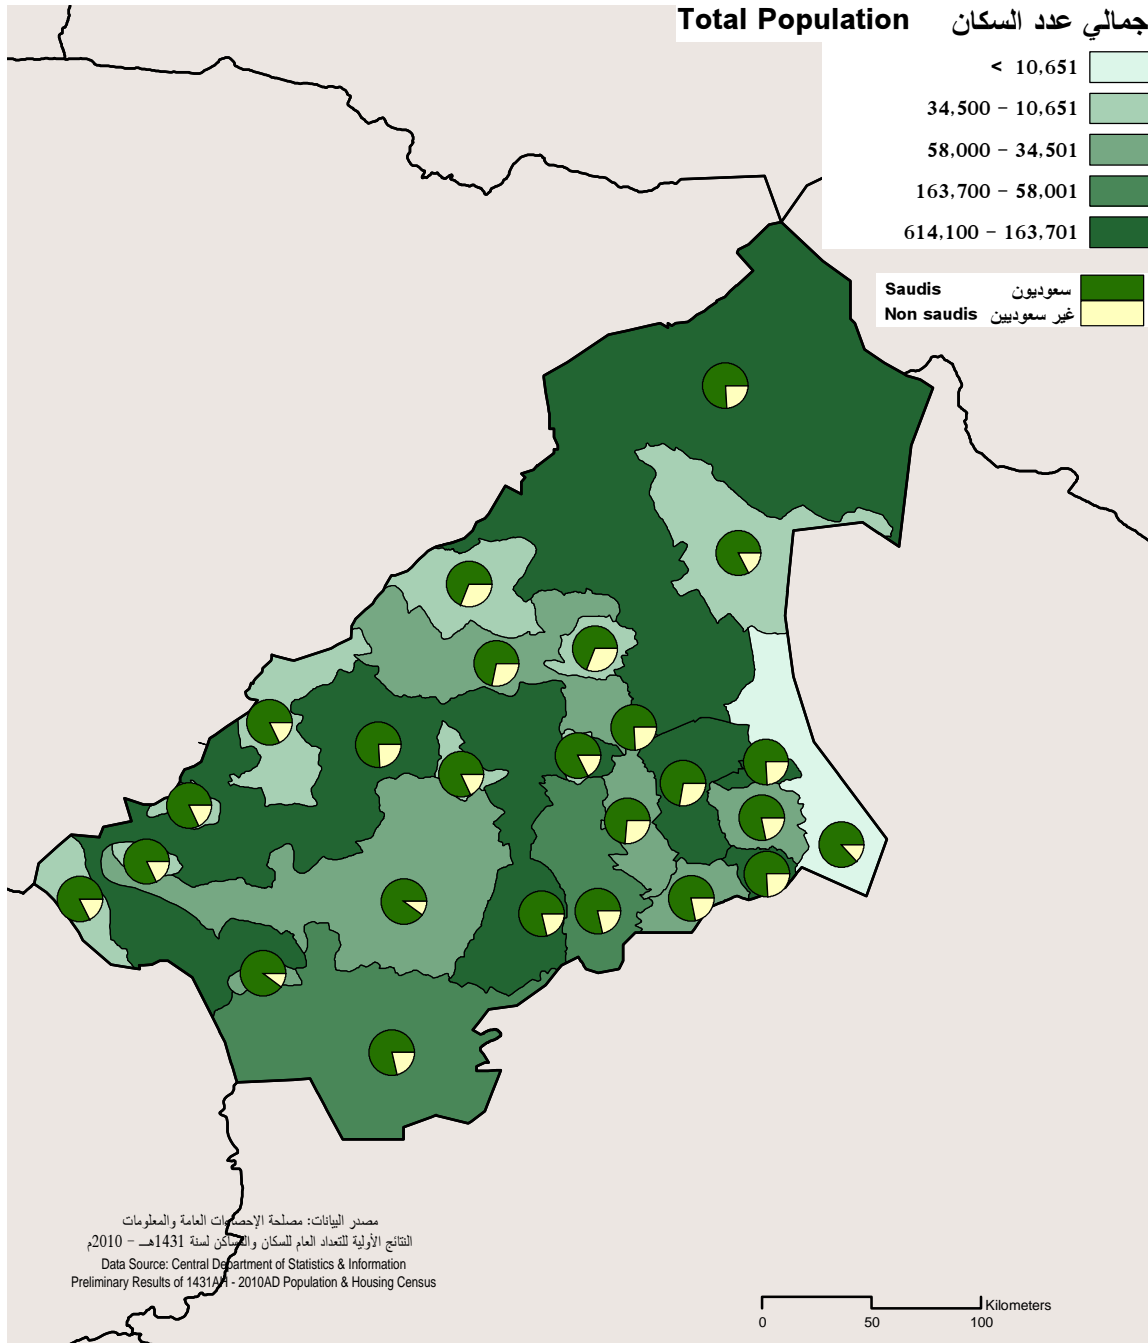 Total Population جمالي عدد السكان
< 10,651
34,500 – 10,651
58,000 – 34,501
163,700 – 58,001
614,100 – 163,701
Saudis سعوديون
Non saudis غير سعوديين
مصدر البيانات: مصلحة الإحصاءات العامة والمعلومات
النتائج الأولية للتعداد العام للسكان والمساكن لسنة 1431هـ – 2010م
Data Source: Central Department of Statistics & Information
Preliminary Results of 1431AH - 2010AD Population & Housing Census
Kilometers
0 50 100